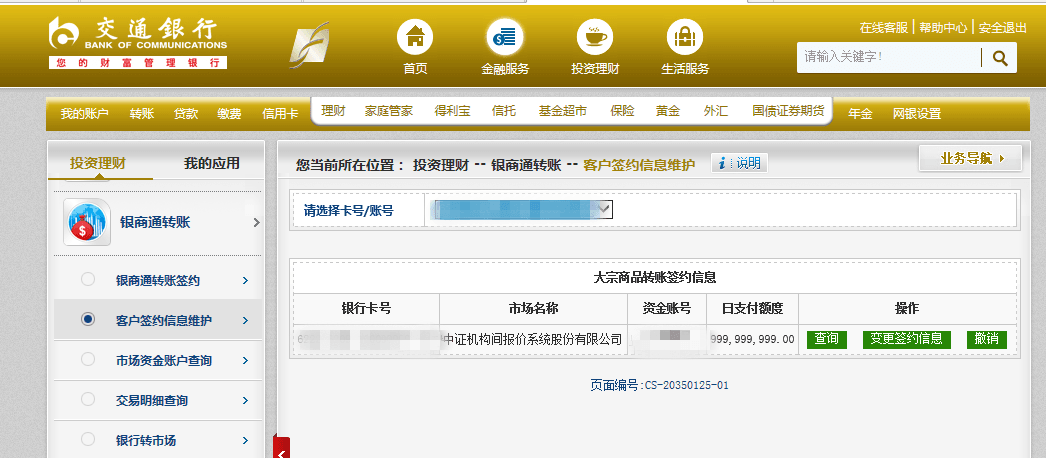 交通銀行
BANK OF COMMUNICATIONS
您的财富管理银行
首页
金融服务
投资理财
生活服务
在线客服 | 帮助中心 | 安全退出
请输入关键字!
我的账户 转账 贷款 缴费 信用卡 理财 家庭管家 得利宝 信托 基金超市 保险 黄金 外汇 国债证券期货 年金 网银设置
投资理财 我的应用
您当前所在位置： 投资理财 -- 银商通转账 -- 客户签约信息维护 i 说明
业务导航
银商通转账
银商通转账签约
客户签约信息维护
市场资金账户查询
交易明细查询
银行转市场
请选择卡号/账号
大宗商品转账签约信息
银行卡号 市场名称 资金账号 日支付额度 操作
中证机构间报价系统股份有限公司 999,999,999.00 查询 变更签约信息 撤销
页面编号:CS-20350125-01